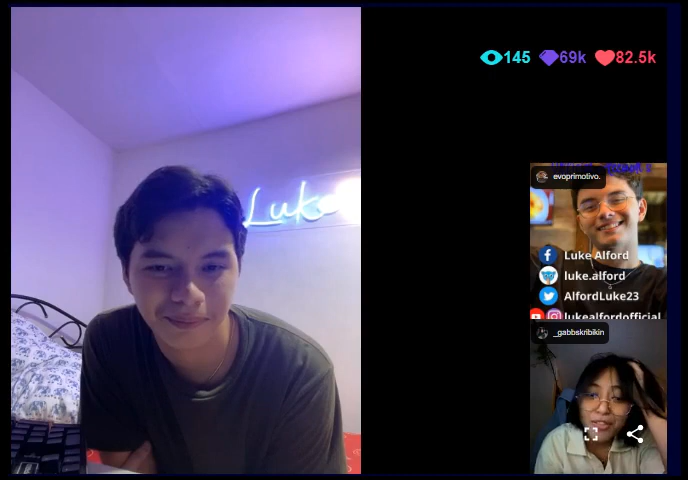 145 69k 82.5k
Luke
evoprimotivo.
Luke Alford
luke.alford
AlfordLuke23
lukealfordofficial
_gabbskribikin